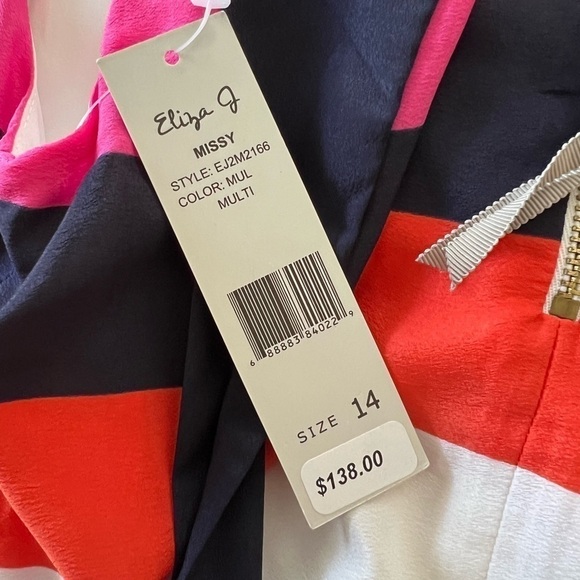 Eliza J
MISSY
STYLE: EJ2M2166
COLOR: MUL
MULTI
6 88883 84022 9
SIZE 14
$138.00